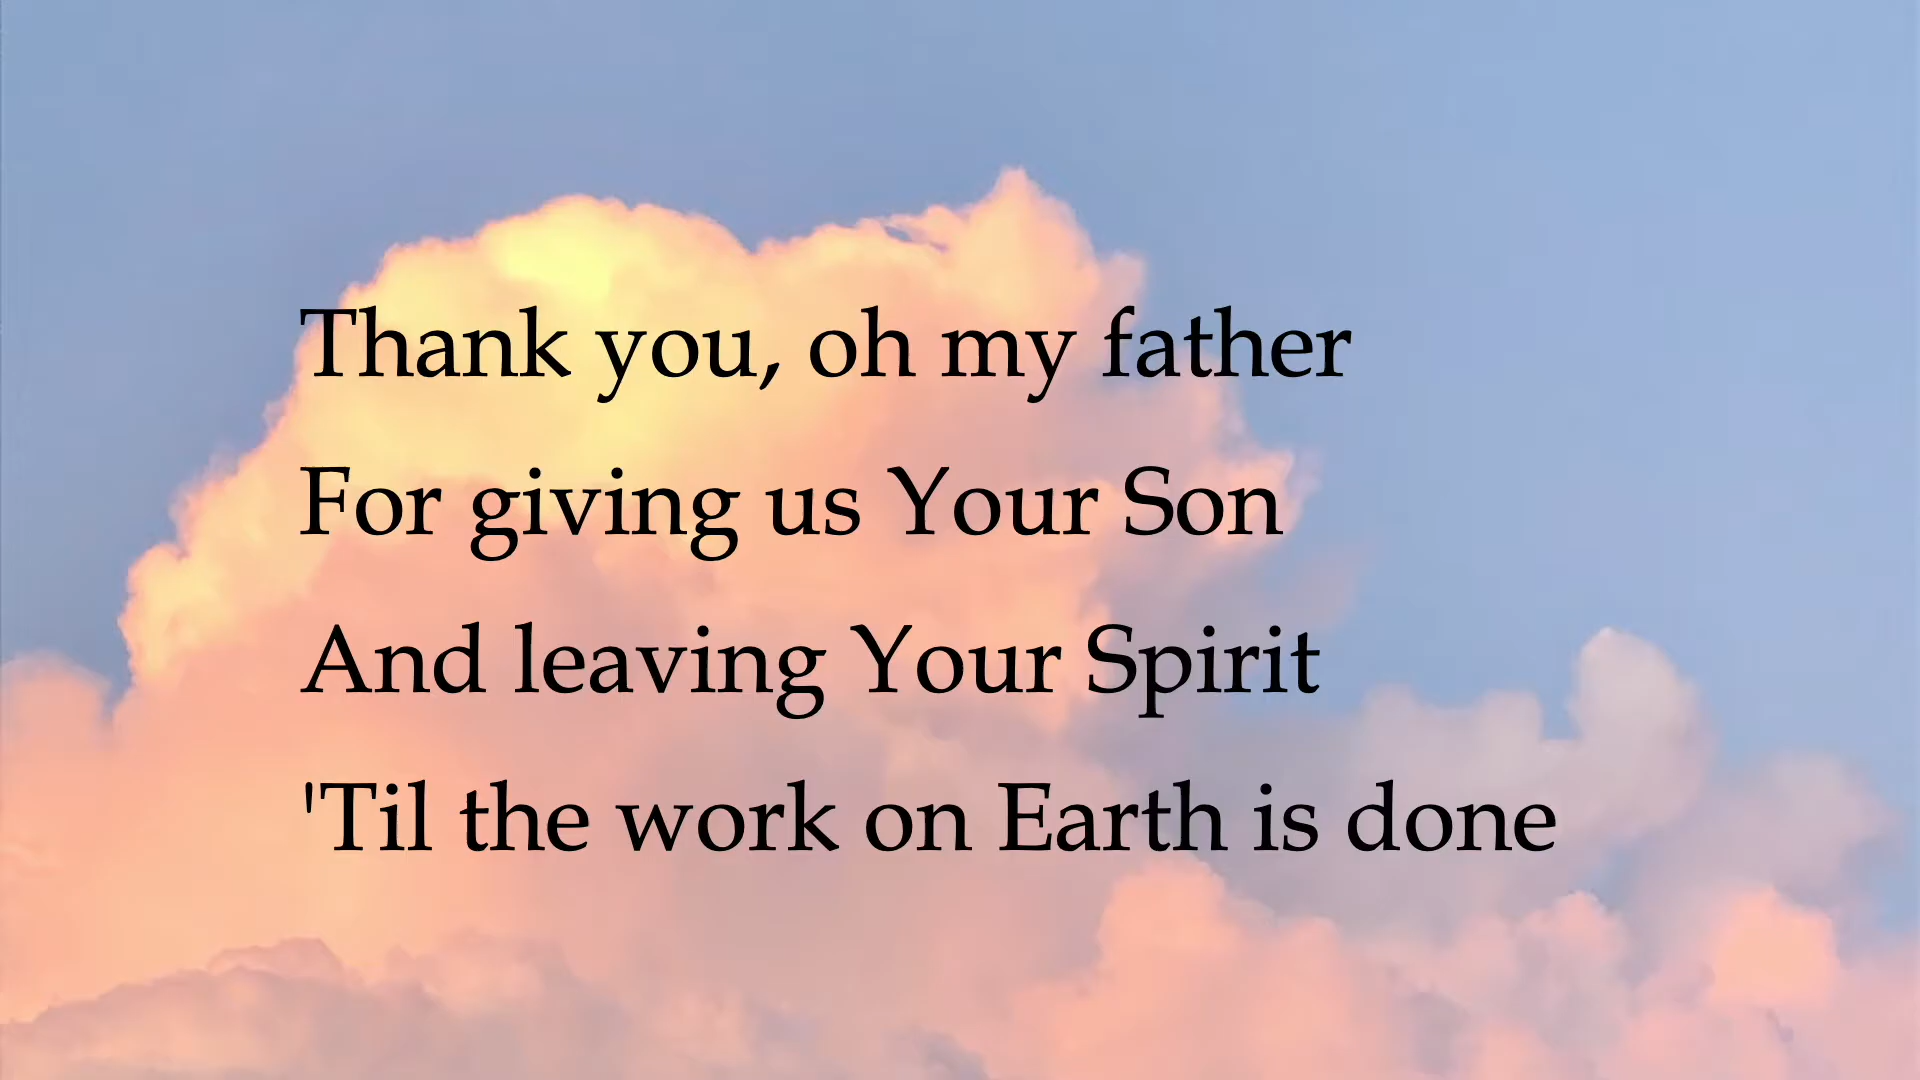 Thank you, oh my father
For giving us Your Son
And leaving Your Spirit
'Til the work on Earth is done